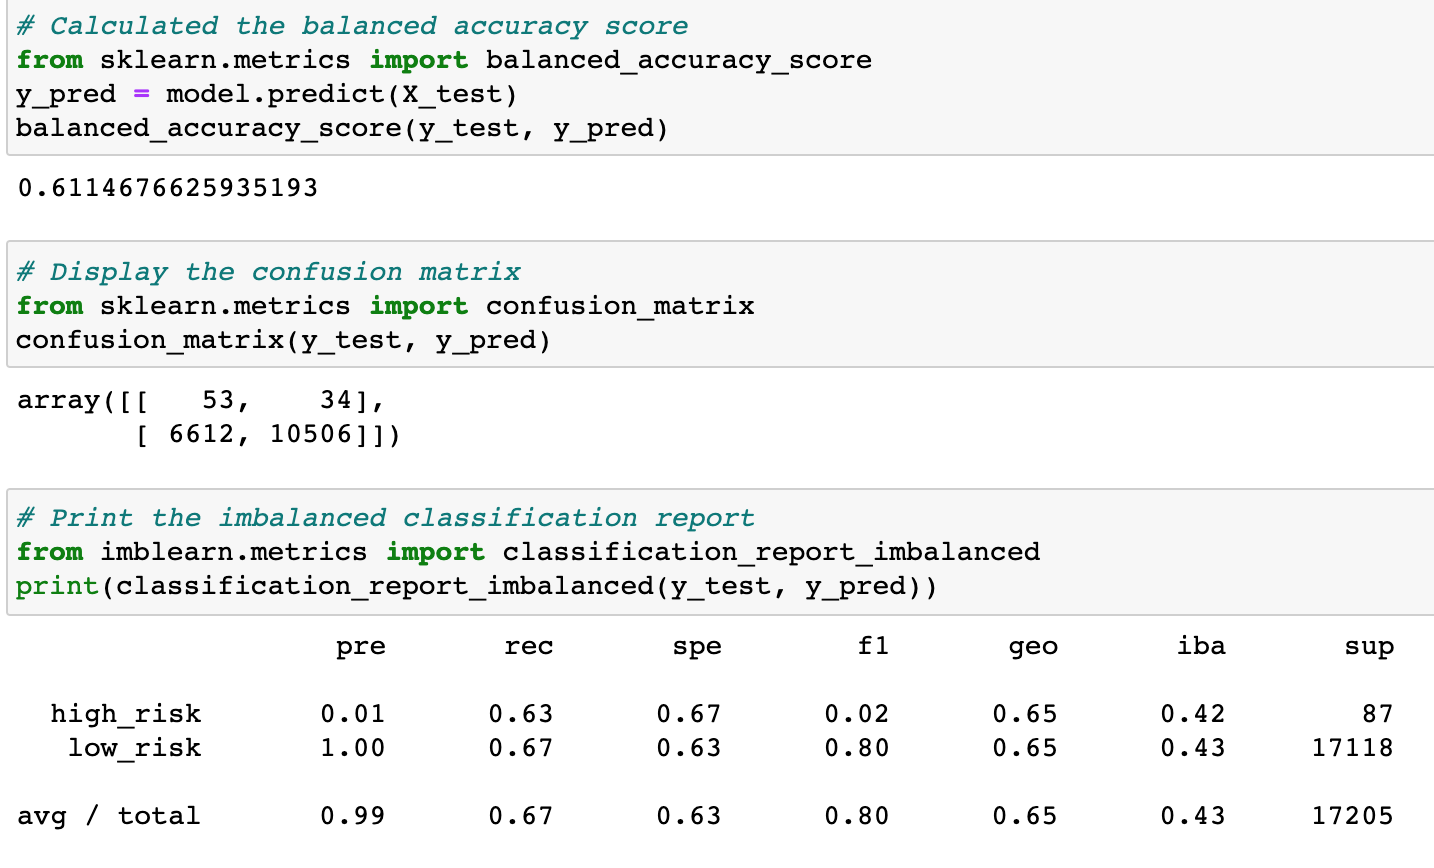 # Calculated the balanced accuracy score
from sklearn.metrics import balanced_accuracy_score
y_pred = model.predict(X_test)
balanced_accuracy_score(y_test, y_pred)
0.6114676625935193
# Display the confusion matrix
from sklearn.metrics import confusion_matrix
confusion_matrix(y_test, y_pred)
array([[   53,    34],
       [ 6612, 10506]])
# Print the imbalanced classification report
from imblearn.metrics import classification_report_imbalanced
print(classification_report_imbalanced(y_test, y_pred))
pre rec spe f1 geo iba sup
high_risk 0.01 0.63 0.67 0.02 0.65 0.42 87
low_risk 1.00 0.67 0.63 0.80 0.65 0.43 17118
avg / total 0.99 0.67 0.63 0.80 0.65 0.43 17205